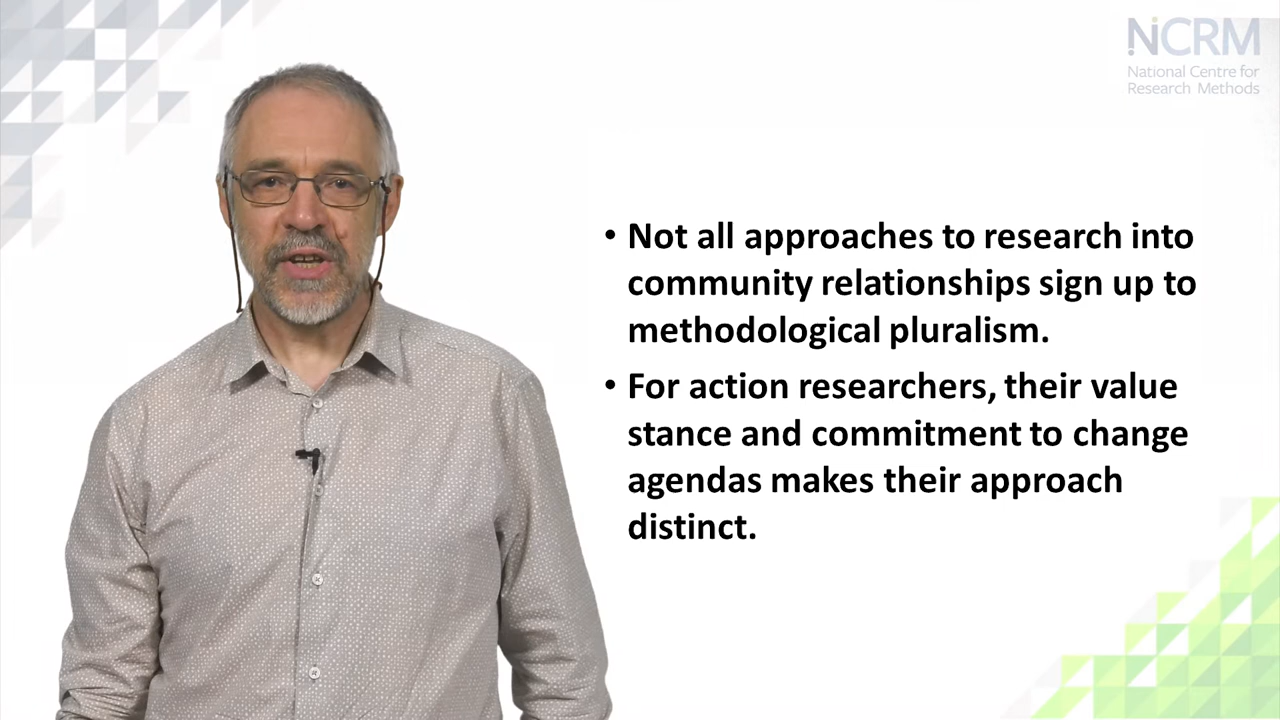 NCRM
National Centre for
Research Methods
• Not all approaches to research into
community relationships sign up to
methodological pluralism.
• For action researchers, their value
stance and commitment to change
agendas makes their approach
distinct.